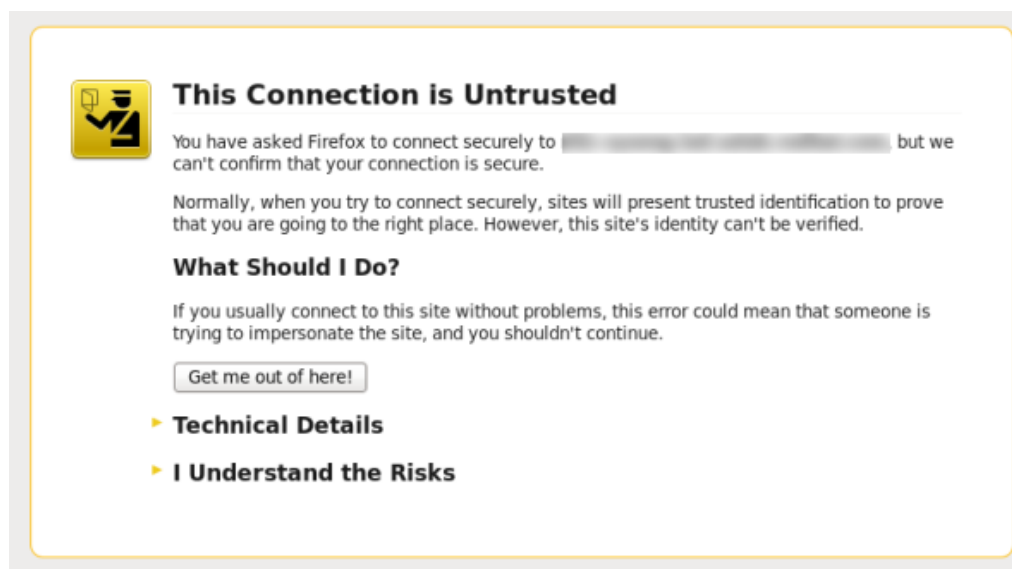 This Connection is Untrusted
You have asked Firefox to connect securely to , but we
can't confirm that your connection is secure.
Normally, when you try to connect securely, sites will present trusted identification to prove
that you are going to the right place. However, this site's identity can't be verified.
What Should I Do?
If you usually connect to this site without problems, this error could mean that someone is
trying to impersonate the site, and you shouldn't continue.
Get me out of here!
Technical Details
I Understand the Risks